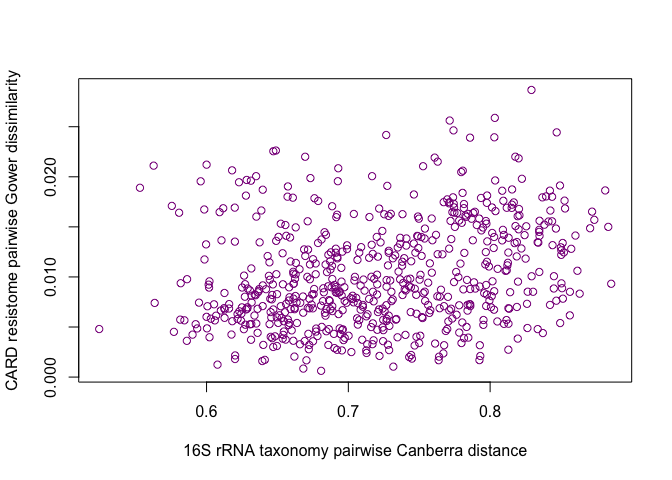 CARD resistome pairwise Gower dissimilarity
0.020
0.010
0.000
0.6 0.7 0.8
16S rRNA taxonomy pairwise Canberra distance